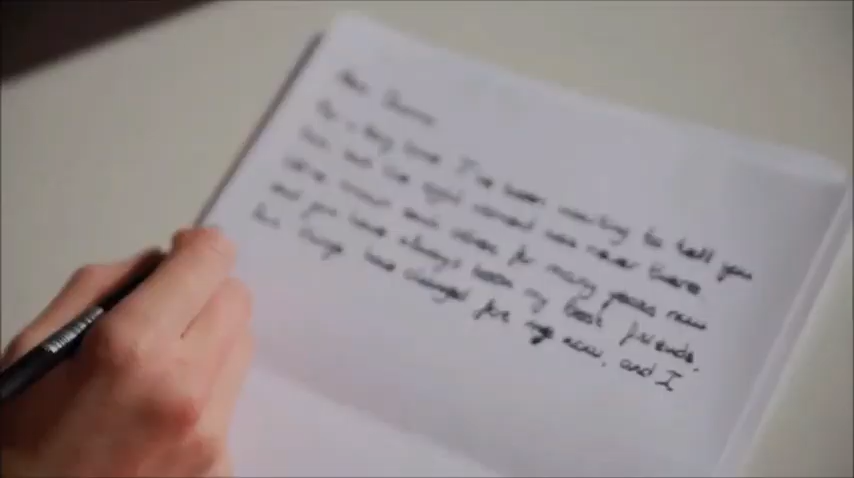 For a long time I've been wanting to tell you
this, but the right moment was never there.
We've known each other for many years now
and you have always been my best friends.
But things have changed for me now, and I